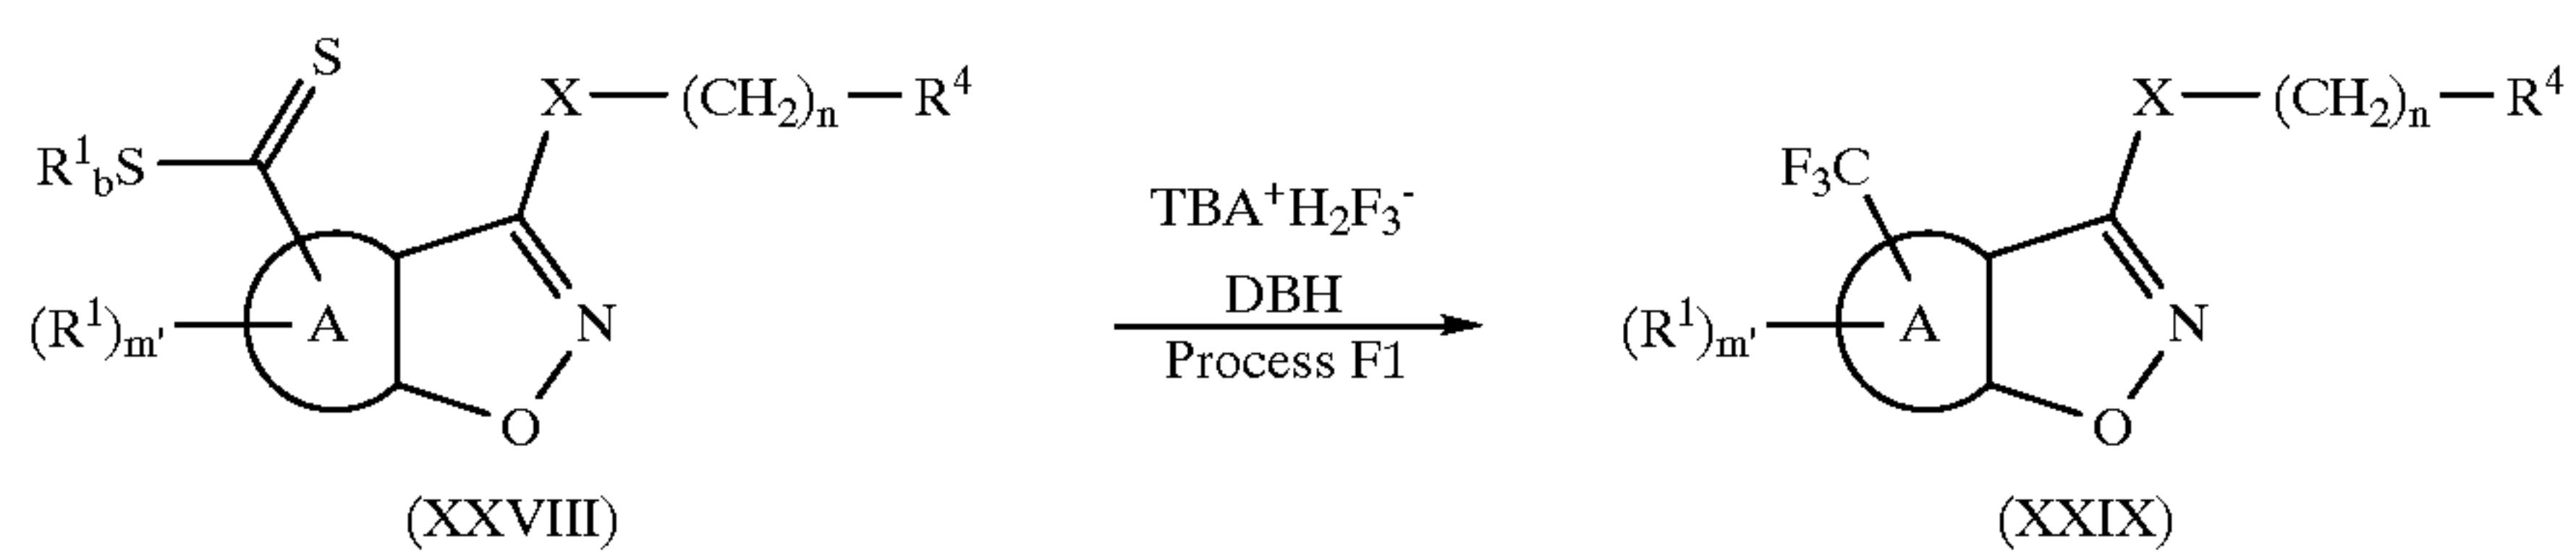 S
X—(CH₂)ₙ—R⁴
R¹bS
(R¹)m'
A
N
O
(XXVIII)
TBA⁺H₂F₃⁻
DBH
Process F1
X—(CH₂)ₙ—R⁴
F₃C
(R¹)m'
A
N
O
(XXIX)